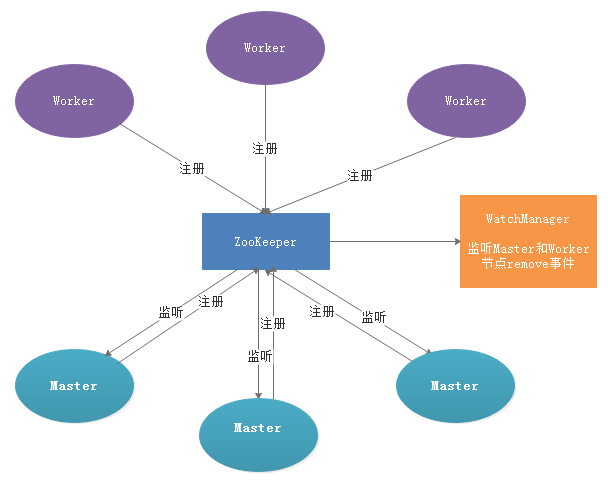 Worker
Worker
Worker
注册
注册
注册
ZooKeeper
WatchManager
监听Master和Worker
节点remove事件
监听
注册
注册
监听
注册
监听
Master
Master
Master